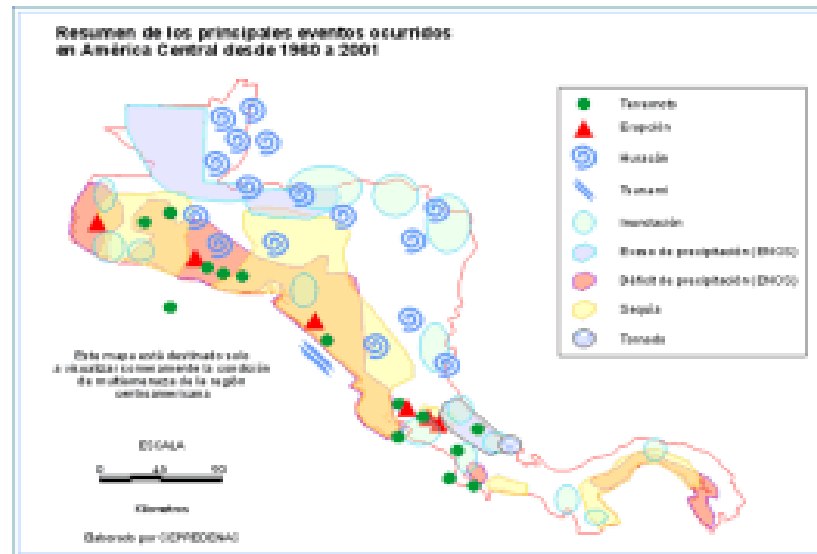 Resumen de los principales eventos ocurridos
en América Central desde 1960 a 2001
Terremoto
Erupción
Huracán
Tsunami
Inundación
Exceso de precipitación (ENOS)
Déficit de precipitación (ENOS)
Sequía
Tornado
Este mapa está destinado solo
a visualizar someramente la condición
de multiamenaza de la región
centroamericana
ESCALA
0
Kilómetros
Elaborado por CEPREDENAC